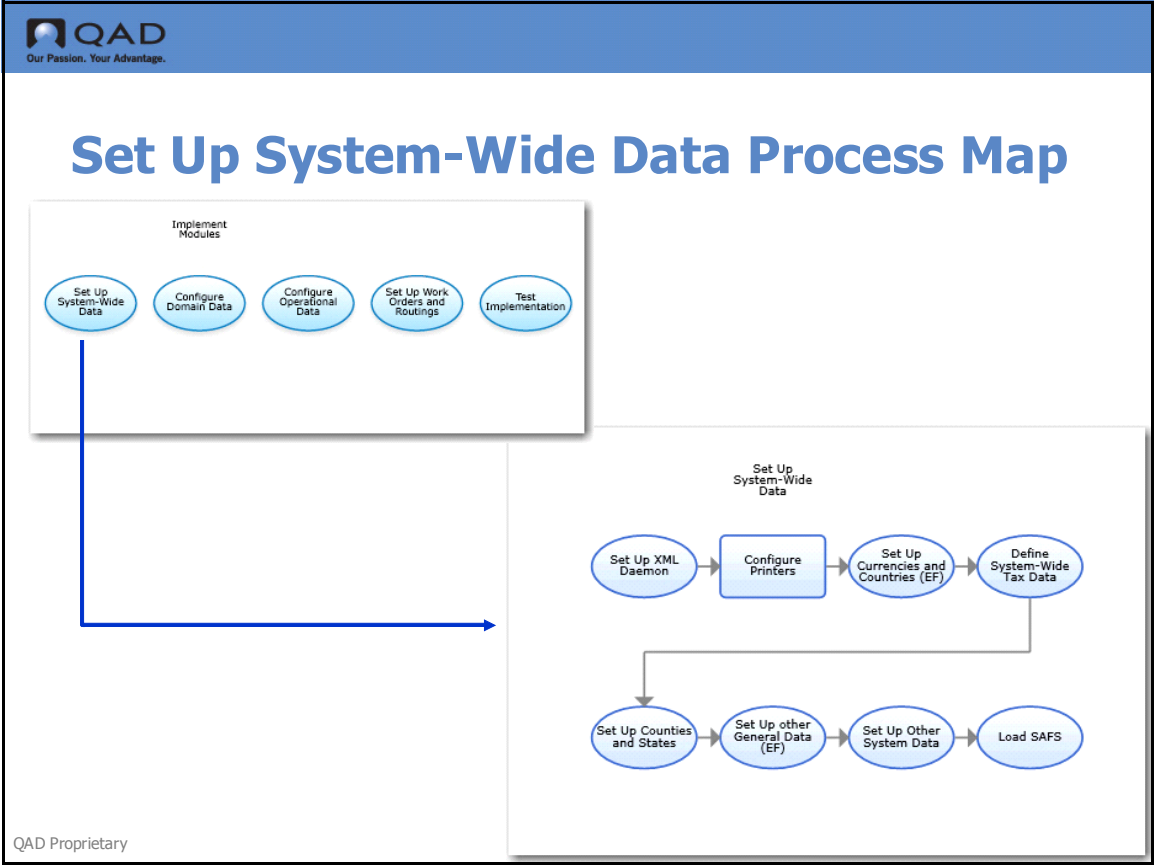 QAD
Our Passion. Your Advantage.
Set Up System-Wide Data Process Map
Implement
Modules
Set Up
System-Wide
Data
Configure
Domain Data
Configure
Operational
Data
Set Up Work
Orders and
Routings
Test
Implementation
Set Up
System-Wide
Data
Set Up XML
Daemon
Configure
Printers
Set Up
Currencies and
Countries (EF)
Define
System-Wide
Tax Data
Set Up Counties
and States
Set Up other
General Data
(EF)
Set Up Other
System Data
Load SAFS
QAD Proprietary